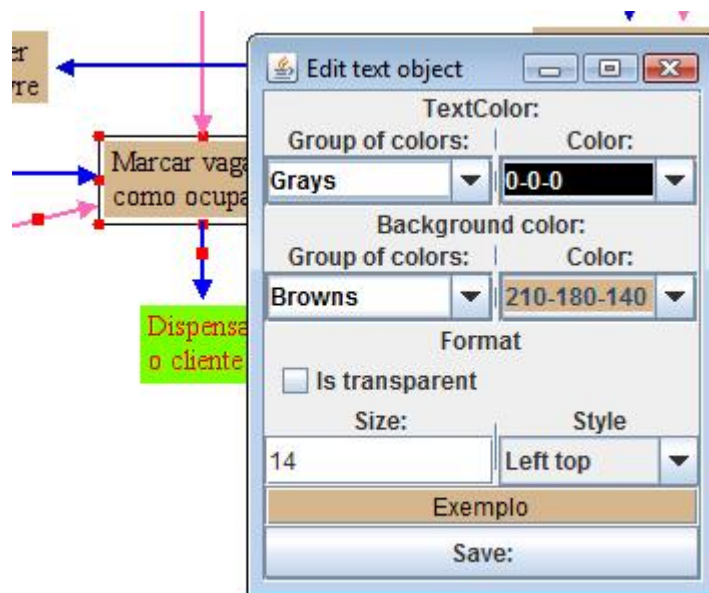 Edit text object
TextColor:
Group of colors: Color:
Grays 0-0-0
Background color:
Group of colors: Color:
Browns 210-180-140
Format
Is transparent
Size: Style
14 Left top
Exemplo
Save:
er
vre
Marcar vaga
como ocupa
Dispensa
o cliente